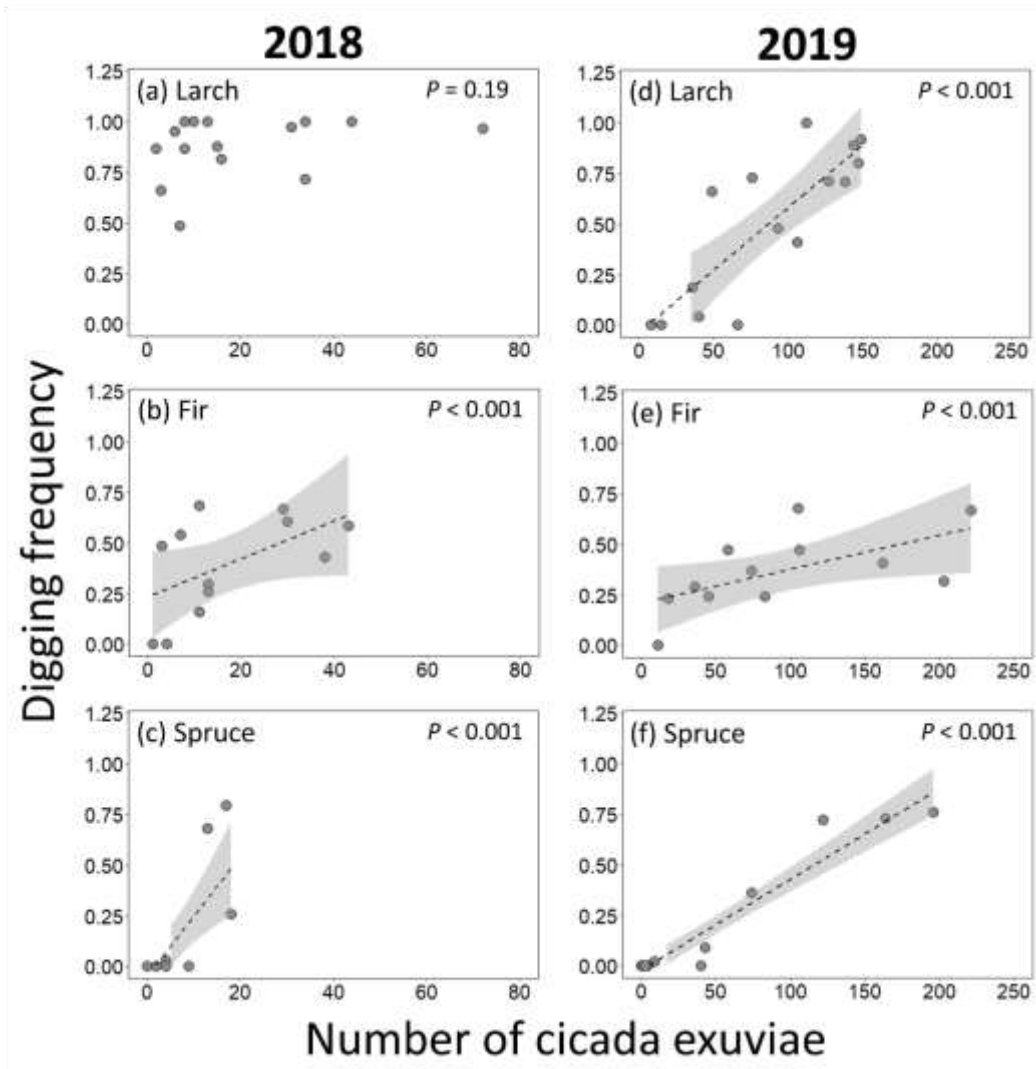 2018
2019
(a) Larch
P = 0.19
1.25
1.00
0.75
0.50
0.25
0.00
0 20 40 60 80
(d) Larch
P < 0.001
1.25
1.00
0.75
0.50
0.25
0.00
0 50 100 150 200 250
(b) Fir
P < 0.001
1.25
1.00
0.75
0.50
0.25
0.00
0 20 40 60 80
(e) Fir
P < 0.001
1.25
1.00
0.75
0.50
0.25
0.00
0 50 100 150 200 250
(c) Spruce
P < 0.001
1.25
1.00
0.75
0.50
0.25
0.00
0 20 40 60 80
(f) Spruce
P < 0.001
1.25
1.00
0.75
0.50
0.25
0.00
0 50 100 150 200 250
Digging frequency
Number of cicada exuviae